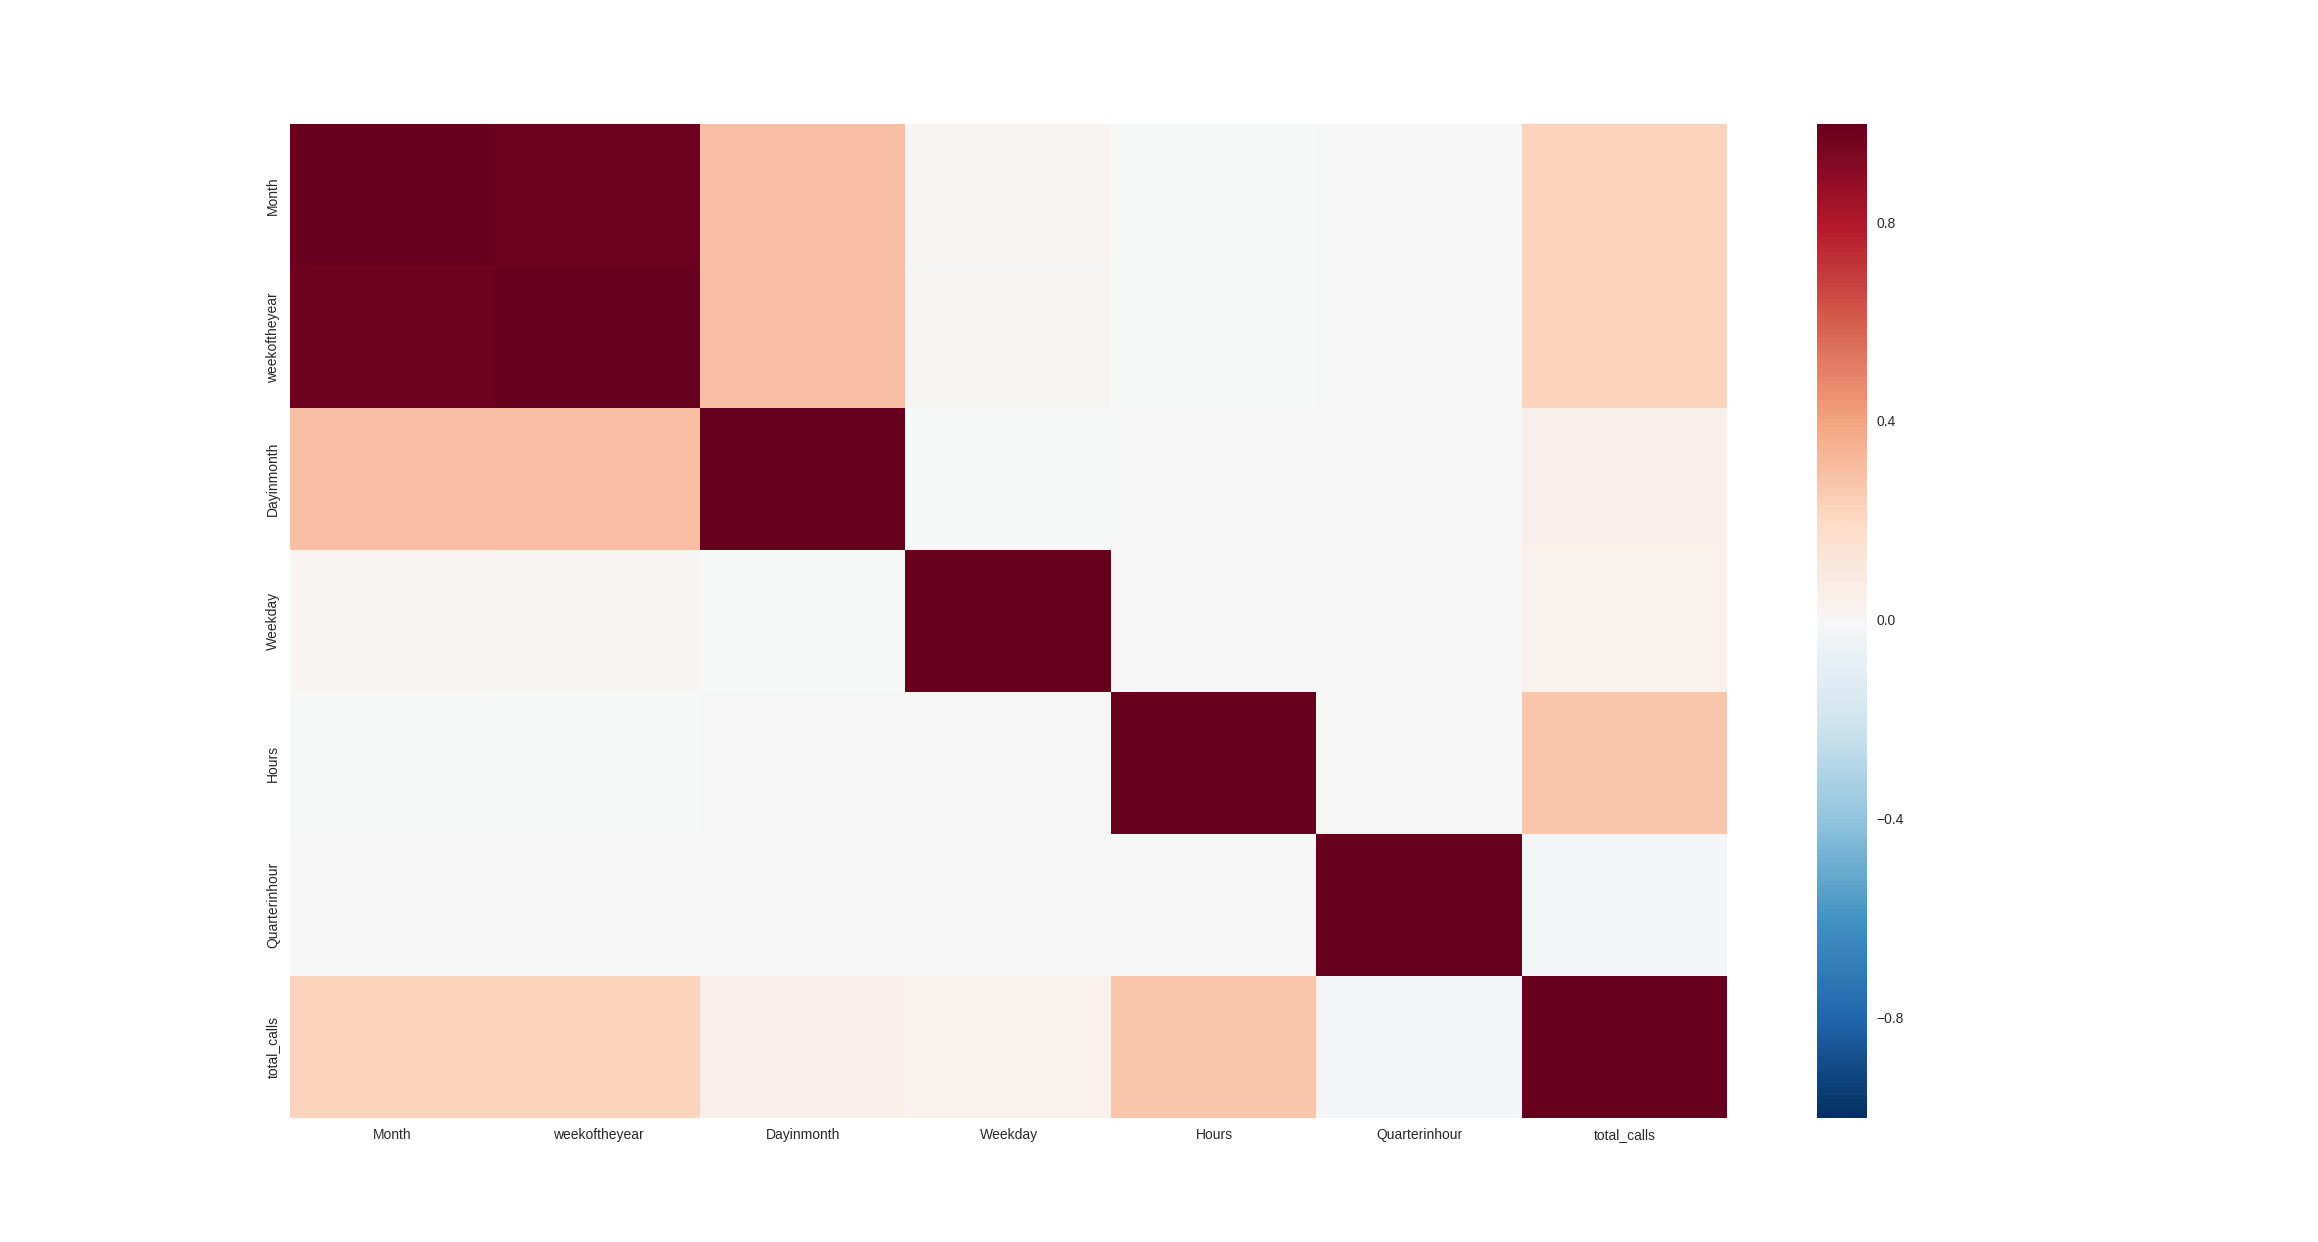 Month
weekoftheyear
Dayinmonth
Weekday
Hours
Quarterinhour
total_calls
Month
weekoftheyear
Dayinmonth
Weekday
Hours
Quarterinhour
total_calls
0.8
0.4
0.0
−0.4
−0.8